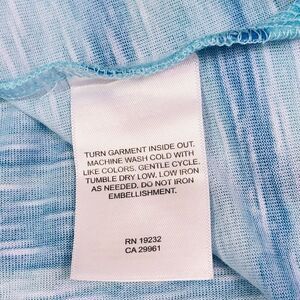 TURN GARMENT INSIDE OUT.
MACHINE WASH COLD WITH
LIKE COLORS. GENTLE CYCLE.
TUMBLE DRY LOW, LOW IRON
AS NEEDED. DO NOT IRON
EMBELLISHMENT.
RN 19232
CA 29961